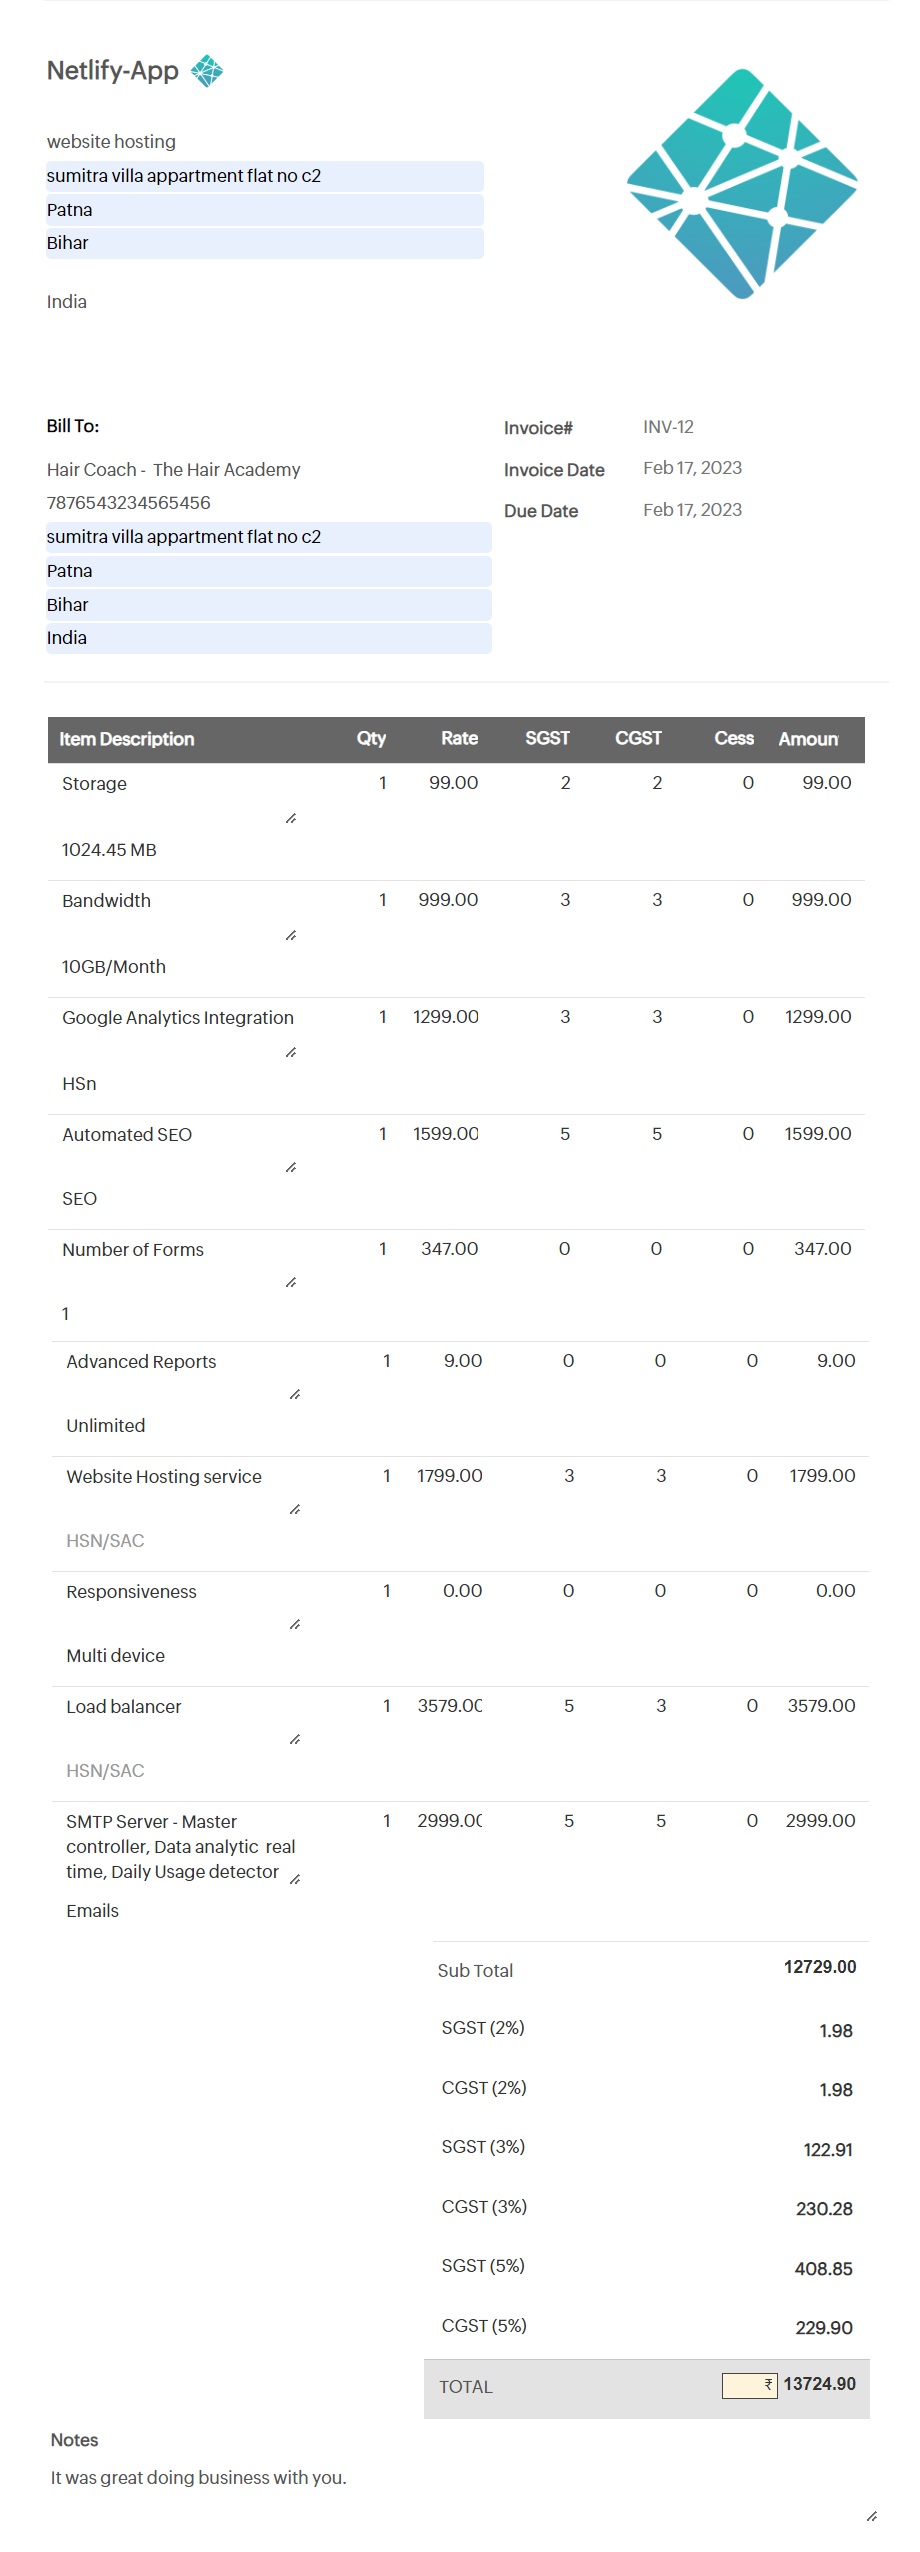 Netlify-App
website hosting
sumitra villa appartment flat no c2
Patna
Bihar
India
Bill To:
Hair Coach - The Hair Academy
7876543234565456
sumitra villa appartment flat no c2
Patna
Bihar
India
Invoice# INV-12
Invoice Date Feb 17, 2023
Due Date Feb 17, 2023
Item Description Qty Rate SGST CGST Cess Amoun
Storage 1 99.00 2 2 0 99.00
1024.45 MB
Bandwidth 1 999.00 3 3 0 999.00
10GB/Month
Google Analytics Integration 1 1299.00 3 3 0 1299.00
HSn
Automated SEO 1 1599.00 5 5 0 1599.00
SEO
Number of Forms 1 347.00 0 0 0 347.00
1
Advanced Reports 1 9.00 0 0 0 9.00
Unlimited
Website Hosting service 1 1799.00 3 3 0 1799.00
HSN/SAC
Responsiveness 1 0.00 0 0 0 0.00
Multi device
Load balancer 1 3579.00 5 3 0 3579.00
HSN/SAC
SMTP Server - Master 1 2999.00 5 5 0 2999.00
controller, Data analytic real
time, Daily Usage detector
Emails
Sub Total 12729.00
SGST (2%) 1.98
CGST (2%) 1.98
SGST (3%) 122.91
CGST (3%) 230.28
SGST (5%) 408.85
CGST (5%) 229.90
TOTAL ₹ 13724.90
Notes
It was great doing business with you.